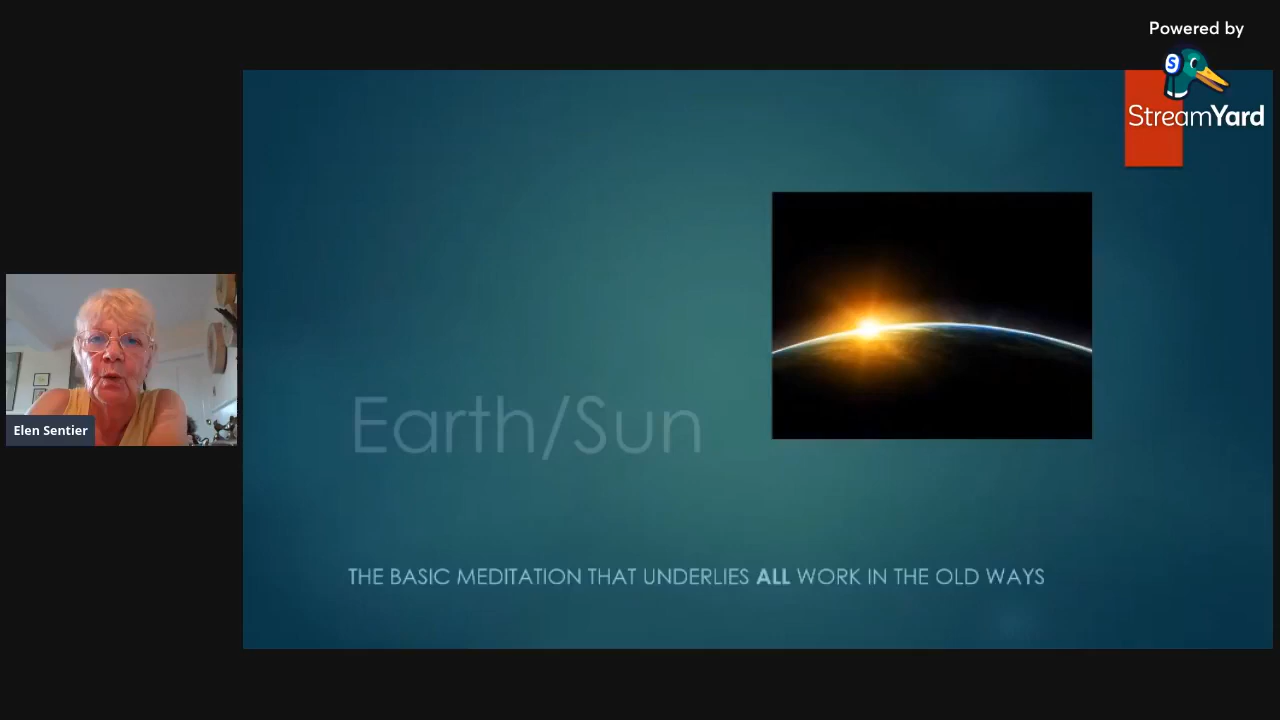 Powered by
S
StreamYard
Earth/Sun
Elen Sentier
THE BASIC MEDITATION THAT UNDERLIES ALL WORK IN THE OLD WAYS